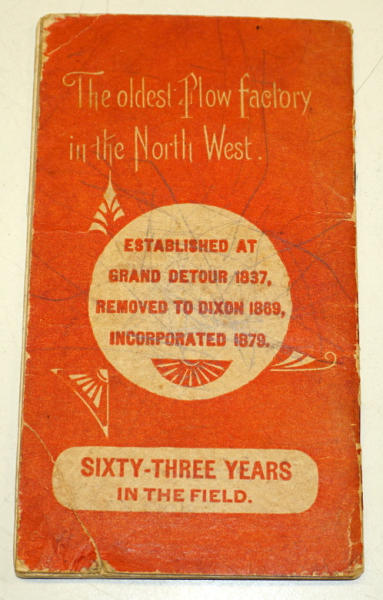 The oldest Plow factory
in the North West.
ESTABLISHED AT
GRAND DETOUR 1837,
REMOVED TO DIXON 1869,
INCORPORATED 1879.
SIXTY-THREE YEARS
IN THE FIELD.